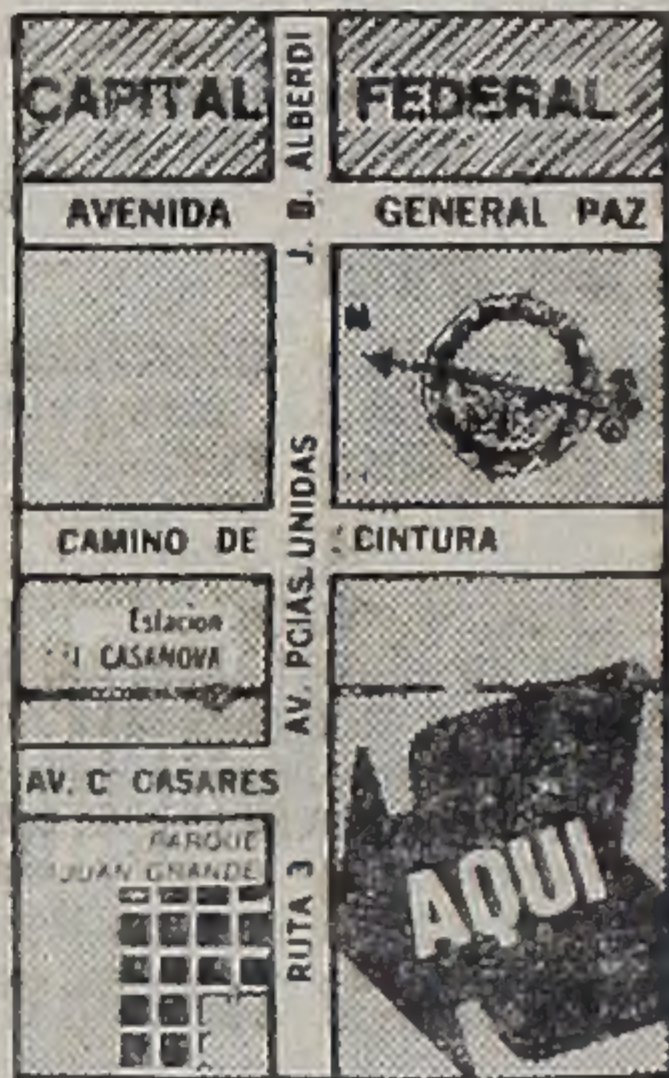 CAPITAL FEDERAL
J. B. ALBERDI
AVENIDA GENERAL PAZ
AV. PCIAS. UNIDAS
CAMINO DE CINTURA
Estacion
CASANOVA
AV. C CASARES
PARQUE
JUAN GRANDE
RUTA 3
AQUI